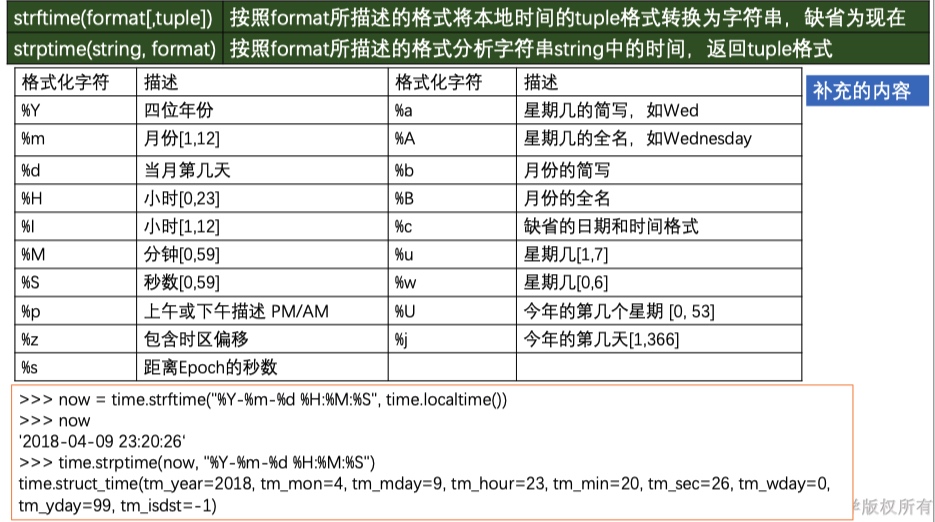 strftime(format[,tuple]) 按照format所描述的格式将本地时间的tuple格式转换为字符串，缺省为现在
strptime(string, format) 按照format所描述的格式分析字符串string中的时间，返回tuple格式
格式化字符 描述 格式化字符 描述
补充的内容
%Y 四位年份 %a 星期几的简写，如Wed
%m 月份[1,12] %A 星期几的全名，如Wednesday
%d 当月第几天 %b 月份的简写
%H 小时[0,23] %B 月份的全名
%I 小时[1,12] %c 缺省的日期和时间格式
%M 分钟[0,59] %u 星期几[1,7]
%S 秒数[0,59] %w 星期几[0,6]
%p 上午或下午描述 PM/AM %U 今年的第几个星期 [0, 53]
%z 包含时区偏移 %j 今年的第几天[1,366]
%s 距离Epoch的秒数
>>> now = time.strftime("%Y-%m-%d %H:%M:%S", time.localtime())
>>> now
'2018-04-09 23:20:26'
>>> time.strptime(now, "%Y-%m-%d %H:%M:%S")
time.struct_time(tm_year=2018, tm_mon=4, tm_mday=9, tm_hour=23, tm_min=20, tm_sec=26, tm_wday=0,
tm_yday=99, tm_isdst=-1)
版权所有